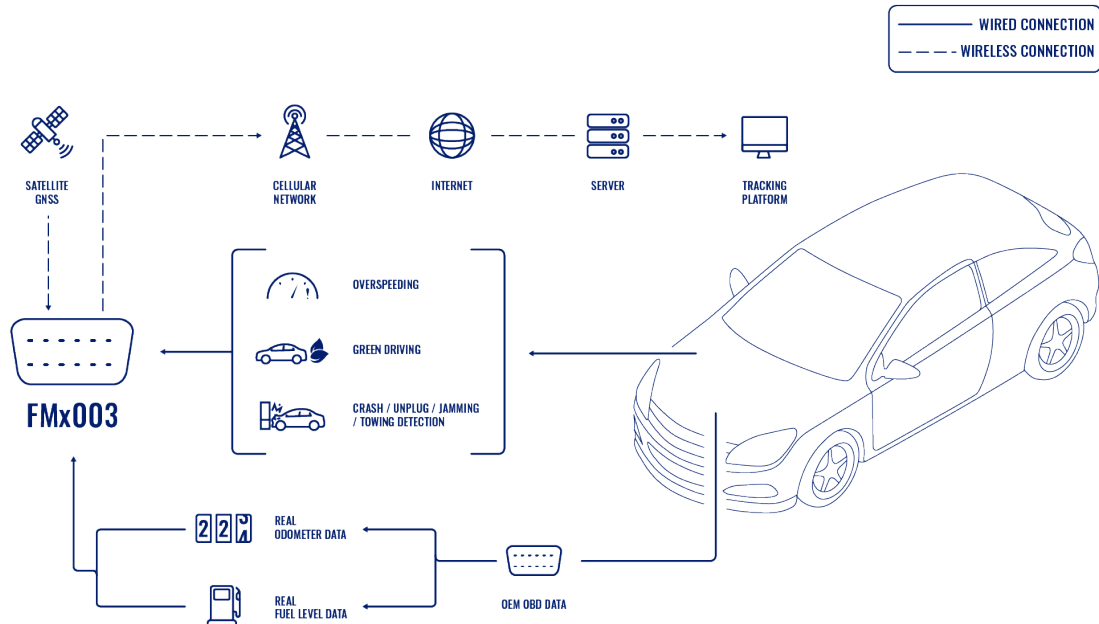 WIRED CONNECTION
WIRELESS CONNECTION
SATELLITE
GNSS
CELLULAR
NETWORK
INTERNET
SERVER
TRACKING
PLATFORM
OVERSPEEDING
GREEN DRIVING
CRASH / UNPLUG / JAMMING
/ TOWING DETECTION
FMx003
REAL
ODOMETER DATA
OEM OBD DATA
REAL
FUEL LEVEL DATA